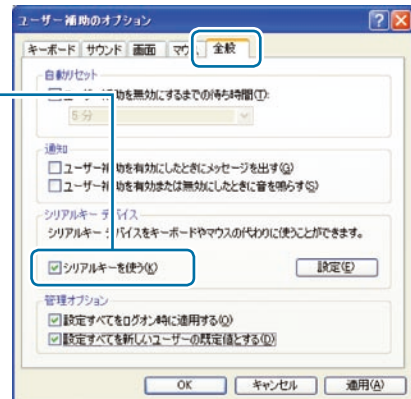 ユーザー補助のオプション
キーボード サウンド 画面 マウ 全般
自動リセット
ユーザー補助を無効にするまでの待ち時間(T):
5 分
通知
ユーザー補助を有効にしたときにメッセージを出す(G)
ユーザー補助を有効または無効にしたときに音を鳴らす(S)
シリアルキー デバイス
シリアルキー デバイスをキーボードやマウスの代わりに使うことができます。
シリアルキーを使う(K) 設定(E)
管理オプション
設定すべてをログオン時に適用する(O)
設定すべてを新しいユーザーの既定値とする(D)
OK キャンセル 適用(A)